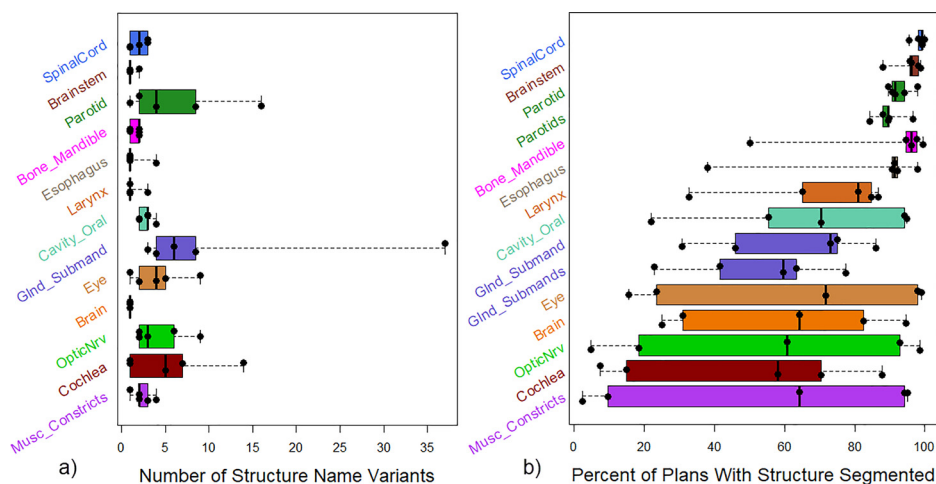 SpinalCord
Brainstem
Parotid
Bone_Mandible
Esophagus
Larynx
Cavity_Oral
Glnd_Submand
Eye
Brain
OpticNrv
Cochlea
Musc_Constricts
0 5 10 15 20 25 30 35
a) Number of Structure Name Variants
SpinalCord
Brainstem
Parotid
Parotids
Bone_Mandible
Esophagus
Larynx
Cavity_Oral
Glnd_Submand
Glnd_Submands
Eye
Brain
OpticNrv
Cochlea
Musc_Constricts
0 20 40 60 80 100
b) Percent of Plans With Structure Segmented